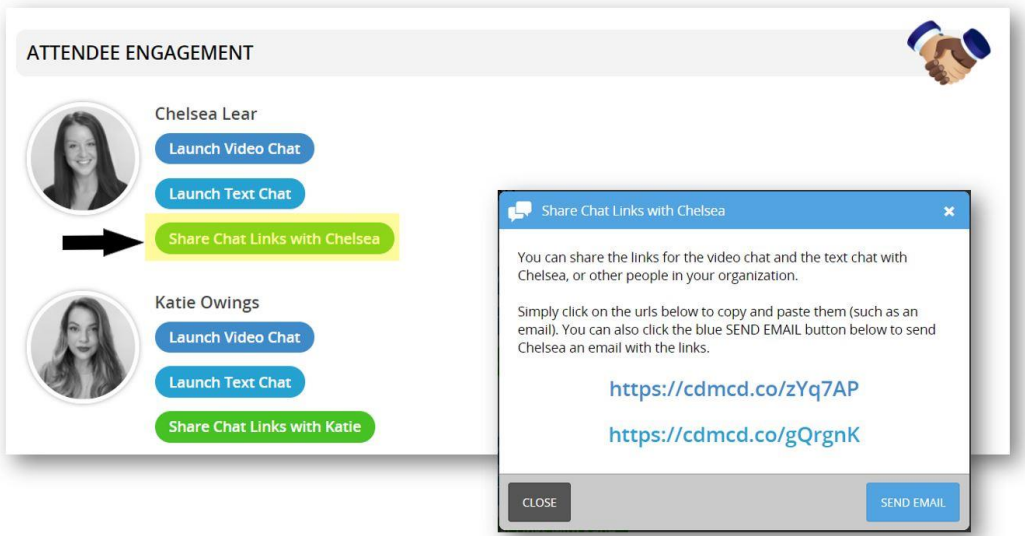 ATTENDEE ENGAGEMENT
Chelsea Lear
Launch Video Chat
Launch Text Chat
Share Chat Links with Chelsea
Katie Owings
Launch Video Chat
Launch Text Chat
Share Chat Links with Katie
Share Chat Links with Chelsea
You can share the links for the video chat and the text chat with
Chelsea, or other people in your organization.
Simply click on the urls below to copy and paste them (such as an
email). You can also click the blue SEND EMAIL button below to send
Chelsea an email with the links.
https://cdmcd.co/zYq7AP
https://cdmcd.co/gQrgnK
CLOSE
SEND EMAIL